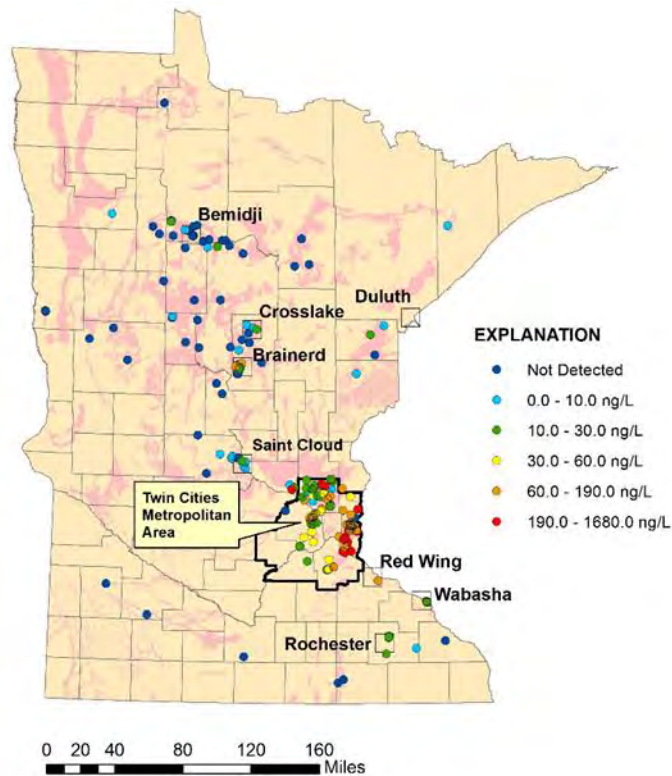 Bemidji
Duluth
Crosslake
Brainerd
Saint Cloud
Twin Cities
Metropolitan
Area
Red Wing
Wabasha
Rochester
EXPLANATION
Not Detected
0.0 - 10.0 ng/L
10.0 - 30.0 ng/L
30.0 - 60.0 ng/L
60.0 - 190.0 ng/L
190.0 - 1680.0 ng/L
0 20 40 80 120 160
Miles